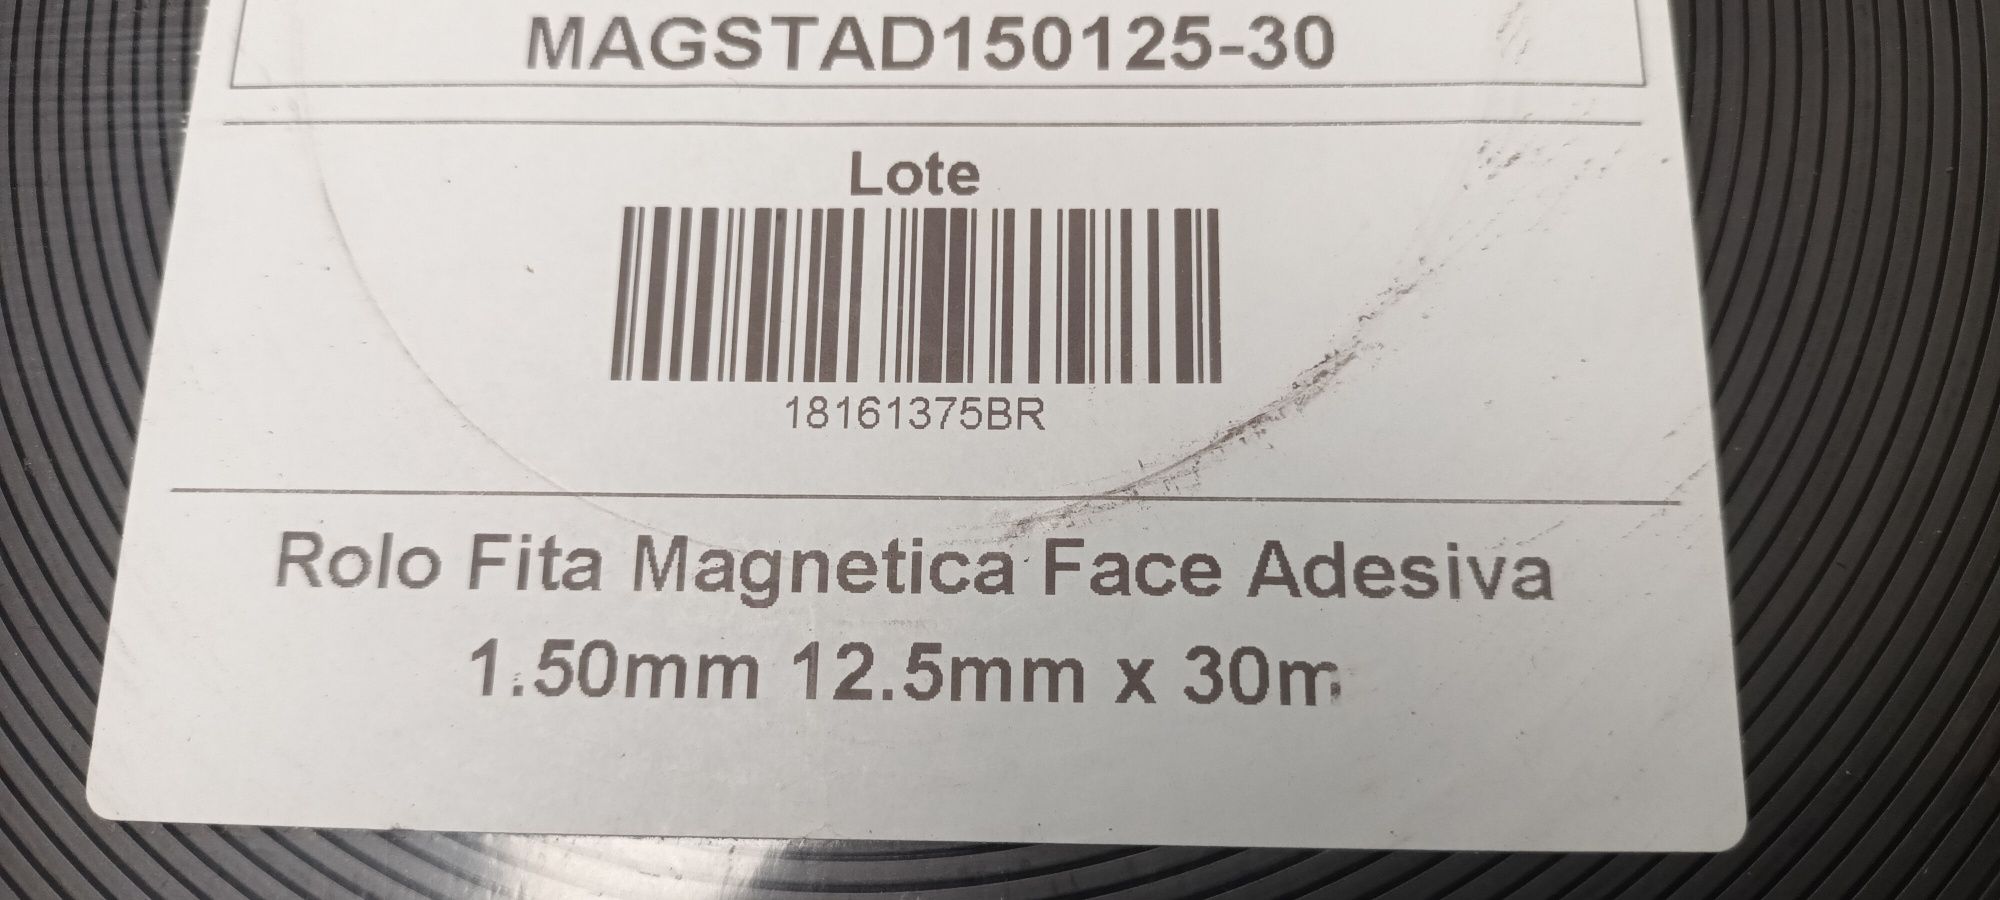 MAGSTAD150125-30
Lote
18161375BR
Rolo Fita Magnetica Face Adesiva
1.50mm 12.5mm x 30m